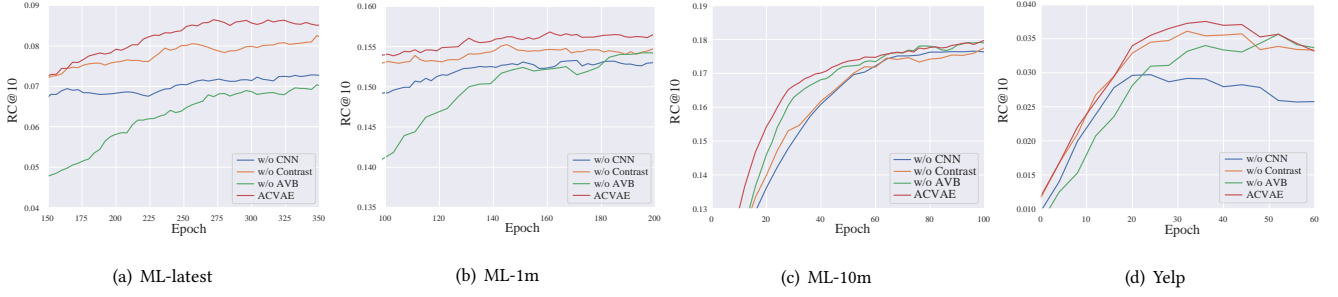 0.09
0.08
0.07
0.06
0.05
0.04
RC@10
150
175
200
225
250
275
300
325
350
Epoch
w/o CNN
w/o Contrast
w/o AVB
ACVAE
(a) ML-latest
0.160
0.155
0.150
0.145
0.140
0.135
RC@10
100
120
140
160
180
200
Epoch
w/o CNN
w/o Contrast
w/o AVB
ACVAE
(b) ML-1m
0.19
0.18
0.17
0.16
0.15
0.14
0.13
RC@10
0
20
40
60
80
100
Epoch
w/o CNN
w/o Contrast
w/o AVB
ACVAE
(c) ML-10m
0.040
0.035
0.030
0.025
0.020
0.015
0.010
RC@10
0
10
20
30
40
50
60
Epoch
w/o CNN
w/o Contrast
w/o AVB
ACVAE
(d) Yelp